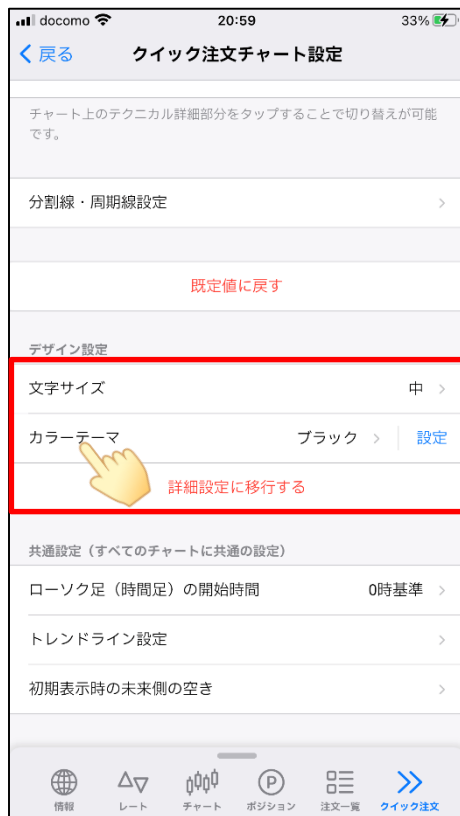 docomo 20:59 33%
戻る クイック注文チャート設定
チャート上のテクニカル詳細部分をタップすることで切り替えが可能
です。
分割線・周期線設定
既定値に戻す
デザイン設定
文字サイズ 中
カラーテーマ ブラック 設定
詳細設定に移行する
共通設定（すべてのチャートに共通の設定）
ローソク足（時間足）の開始時間 0時基準
トレンドライン設定
初期表示時の未来側の空き
情報 レート チャート ポジション 注文一覧 クイック注文